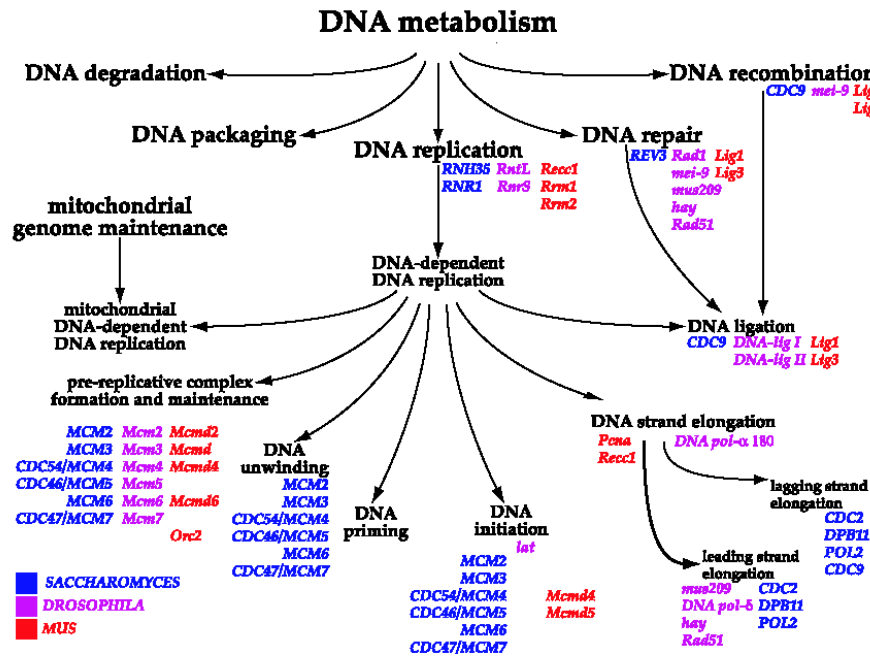 DNA metabolism
DNA degradation
DNA recombination
CDC9 mei-9 Lig
Lig
DNA packaging
DNA repair
REV3 Rad1 Lig1
mei-9 Lig3
mus209
hay
Rad51
DNA replication
RNH35 RntL Recc1
RNR1 RnrS Rrm1
Rrm2
mitochondrial
genome maintenance
DNA-dependent
DNA replication
mitochondrial
DNA-dependent
DNA replication
DNA ligation
CDC9 DNA-lig I Lig1
DNA-lig II Lig3
pre-replicative complex
formation and maintenance
MCM2 Mcm2 Mcmd2
MCM3 Mcm3 Mcmd
CDC54/MCM4 Mcm4 Mcmd4
CDC46/MCM5 Mcm5
MCM6 Mcm6 Mcmd6
CDC47/MCM7 Mcm7
Orc2
DNA
unwinding
MCM2
MCM3
CDC54/MCM4
CDC46/MCM5
MCM6
CDC47/MCM7
DNA
priming
DNA
initiation
lat
MCM2
MCM3
CDC54/MCM4 Mcmd4
CDC46/MCM5 Mcmd5
MCM6
CDC47/MCM7
DNA strand elongation
Pcna DNA pol-α 180
Recc1
lagging strand
elongation
CDC2
DPB11
POL2
CDC9
leading strand
elongation
mus209 CDC2
DNA pol-δ DPB11
hay POL2
Rad51
SACCHAROMYCES
DROSOPHILA
MUS